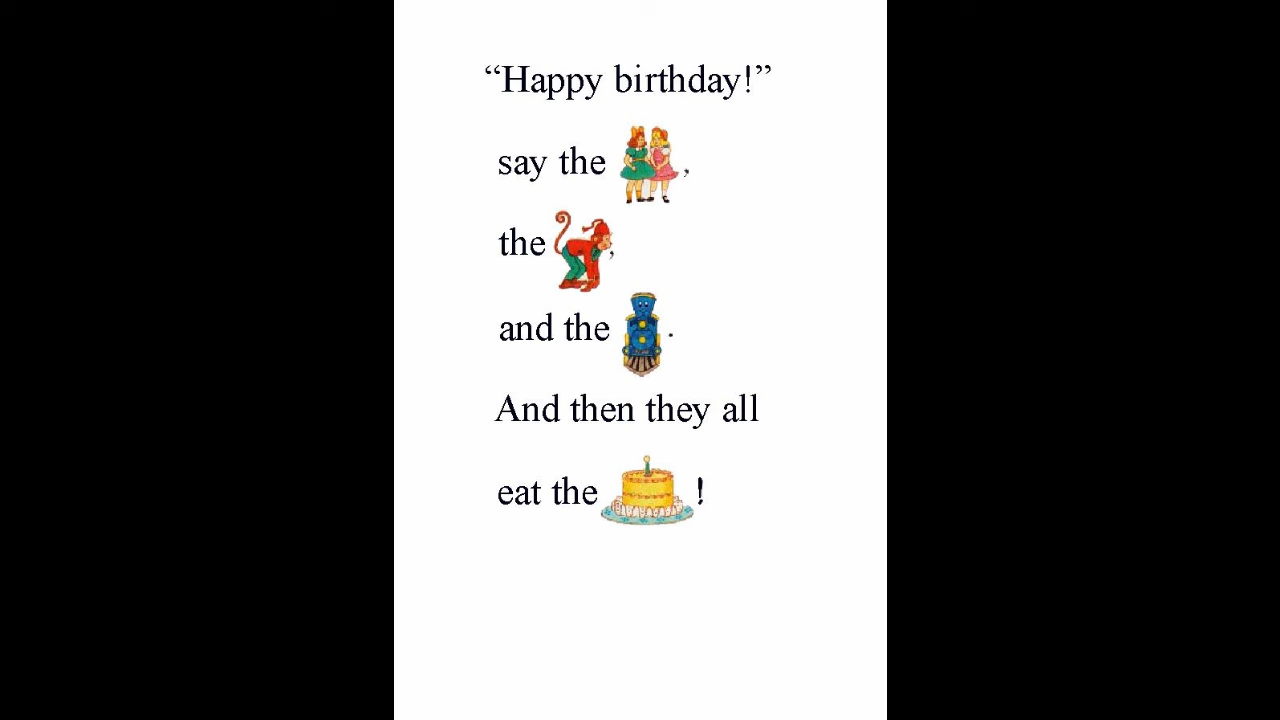 “Happy birthday!”
say the ,
the ,
and the .
And then they all
eat the !